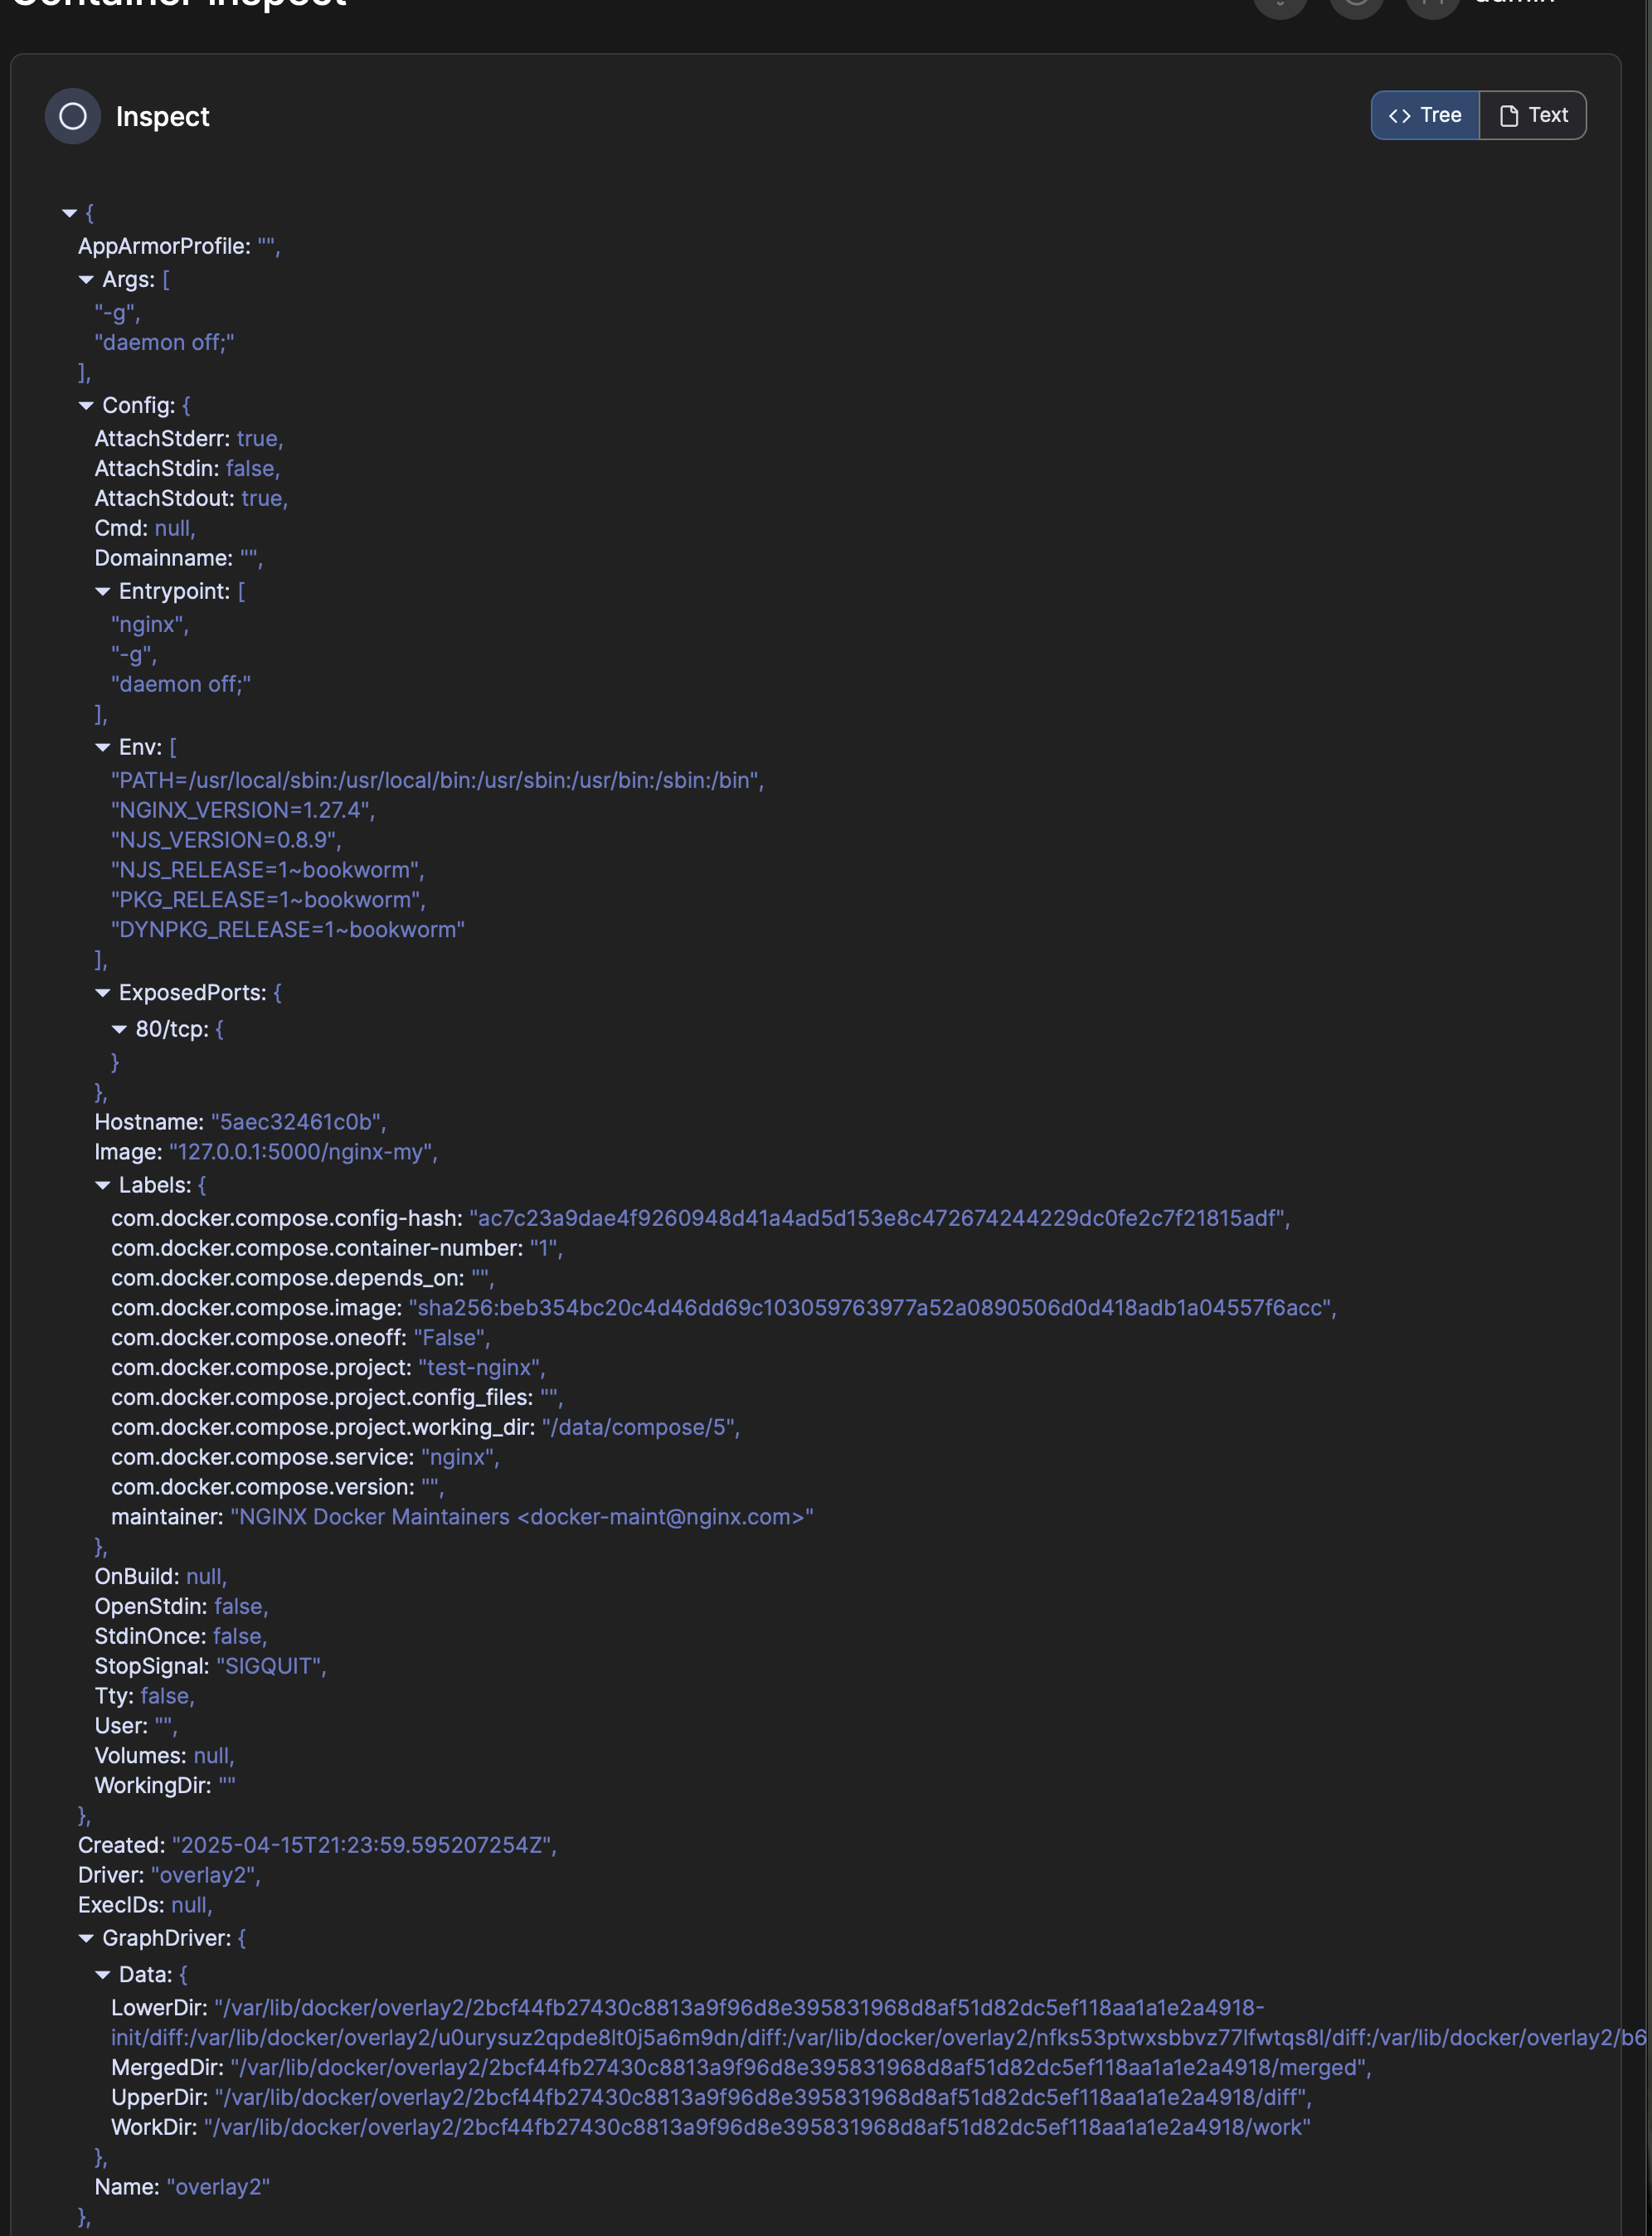 Container Inspect
admin
Inspect
Tree
Text
{
AppArmorProfile: "",
Args: [
"-g",
"daemon off;"
],
Config: {
AttachStderr: true,
AttachStdin: false,
AttachStdout: true,
Cmd: null,
Domainname: "",
Entrypoint: [
"nginx",
"-g",
"daemon off;"
],
Env: [
"PATH=/usr/local/sbin:/usr/local/bin:/usr/sbin:/usr/bin:/sbin:/bin",
"NGINX_VERSION=1.27.4",
"NJS_VERSION=0.8.9",
"NJS_RELEASE=1~bookworm",
"PKG_RELEASE=1~bookworm",
"DYNPKG_RELEASE=1~bookworm"
],
ExposedPorts: {
80/tcp: {
}
},
Hostname: "5aec32461c0b",
Image: "127.0.0.1:5000/nginx-my",
Labels: {
com.docker.compose.config-hash: "ac7c23a9dae4f9260948d41a4ad5d153e8c472674244229dc0fe2c7f21815adf",
com.docker.compose.container-number: "1",
com.docker.compose.depends_on: "",
com.docker.compose.image: "sha256:beb354bc20c4d46dd69c103059763977a52a0890506d0d418adb1a04557f6acc",
com.docker.compose.oneoff: "False",
com.docker.compose.project: "test-nginx",
com.docker.compose.project.config_files: "",
com.docker.compose.project.working_dir: "/data/compose/5",
com.docker.compose.service: "nginx",
com.docker.compose.version: "",
maintainer: "NGINX Docker Maintainers <docker-maint@nginx.com>"
},
OnBuild: null,
OpenStdin: false,
StdinOnce: false,
StopSignal: "SIGQUIT",
Tty: false,
User: "",
Volumes: null,
WorkingDir: ""
},
Created: "2025-04-15T21:23:59.595207254Z",
Driver: "overlay2",
ExecIDs: null,
GraphDriver: {
Data: {
LowerDir: "/var/lib/docker/overlay2/2bcf44fb27430c8813a9f96d8e395831968d8af51d82dc5ef118aa1a1e2a4918-
init/diff:/var/lib/docker/overlay2/u0urysuz2qpde8lt0j5a6m9dn/diff:/var/lib/docker/overlay2/nfks53ptwxsbbvz77lfwtqs8l/diff:/var/lib/docker/overlay2/b6
MergedDir: "/var/lib/docker/overlay2/2bcf44fb27430c8813a9f96d8e395831968d8af51d82dc5ef118aa1a1e2a4918/merged",
UpperDir: "/var/lib/docker/overlay2/2bcf44fb27430c8813a9f96d8e395831968d8af51d82dc5ef118aa1a1e2a4918/diff",
WorkDir: "/var/lib/docker/overlay2/2bcf44fb27430c8813a9f96d8e395831968d8af51d82dc5ef118aa1a1e2a4918/work"
},
Name: "overlay2"
},